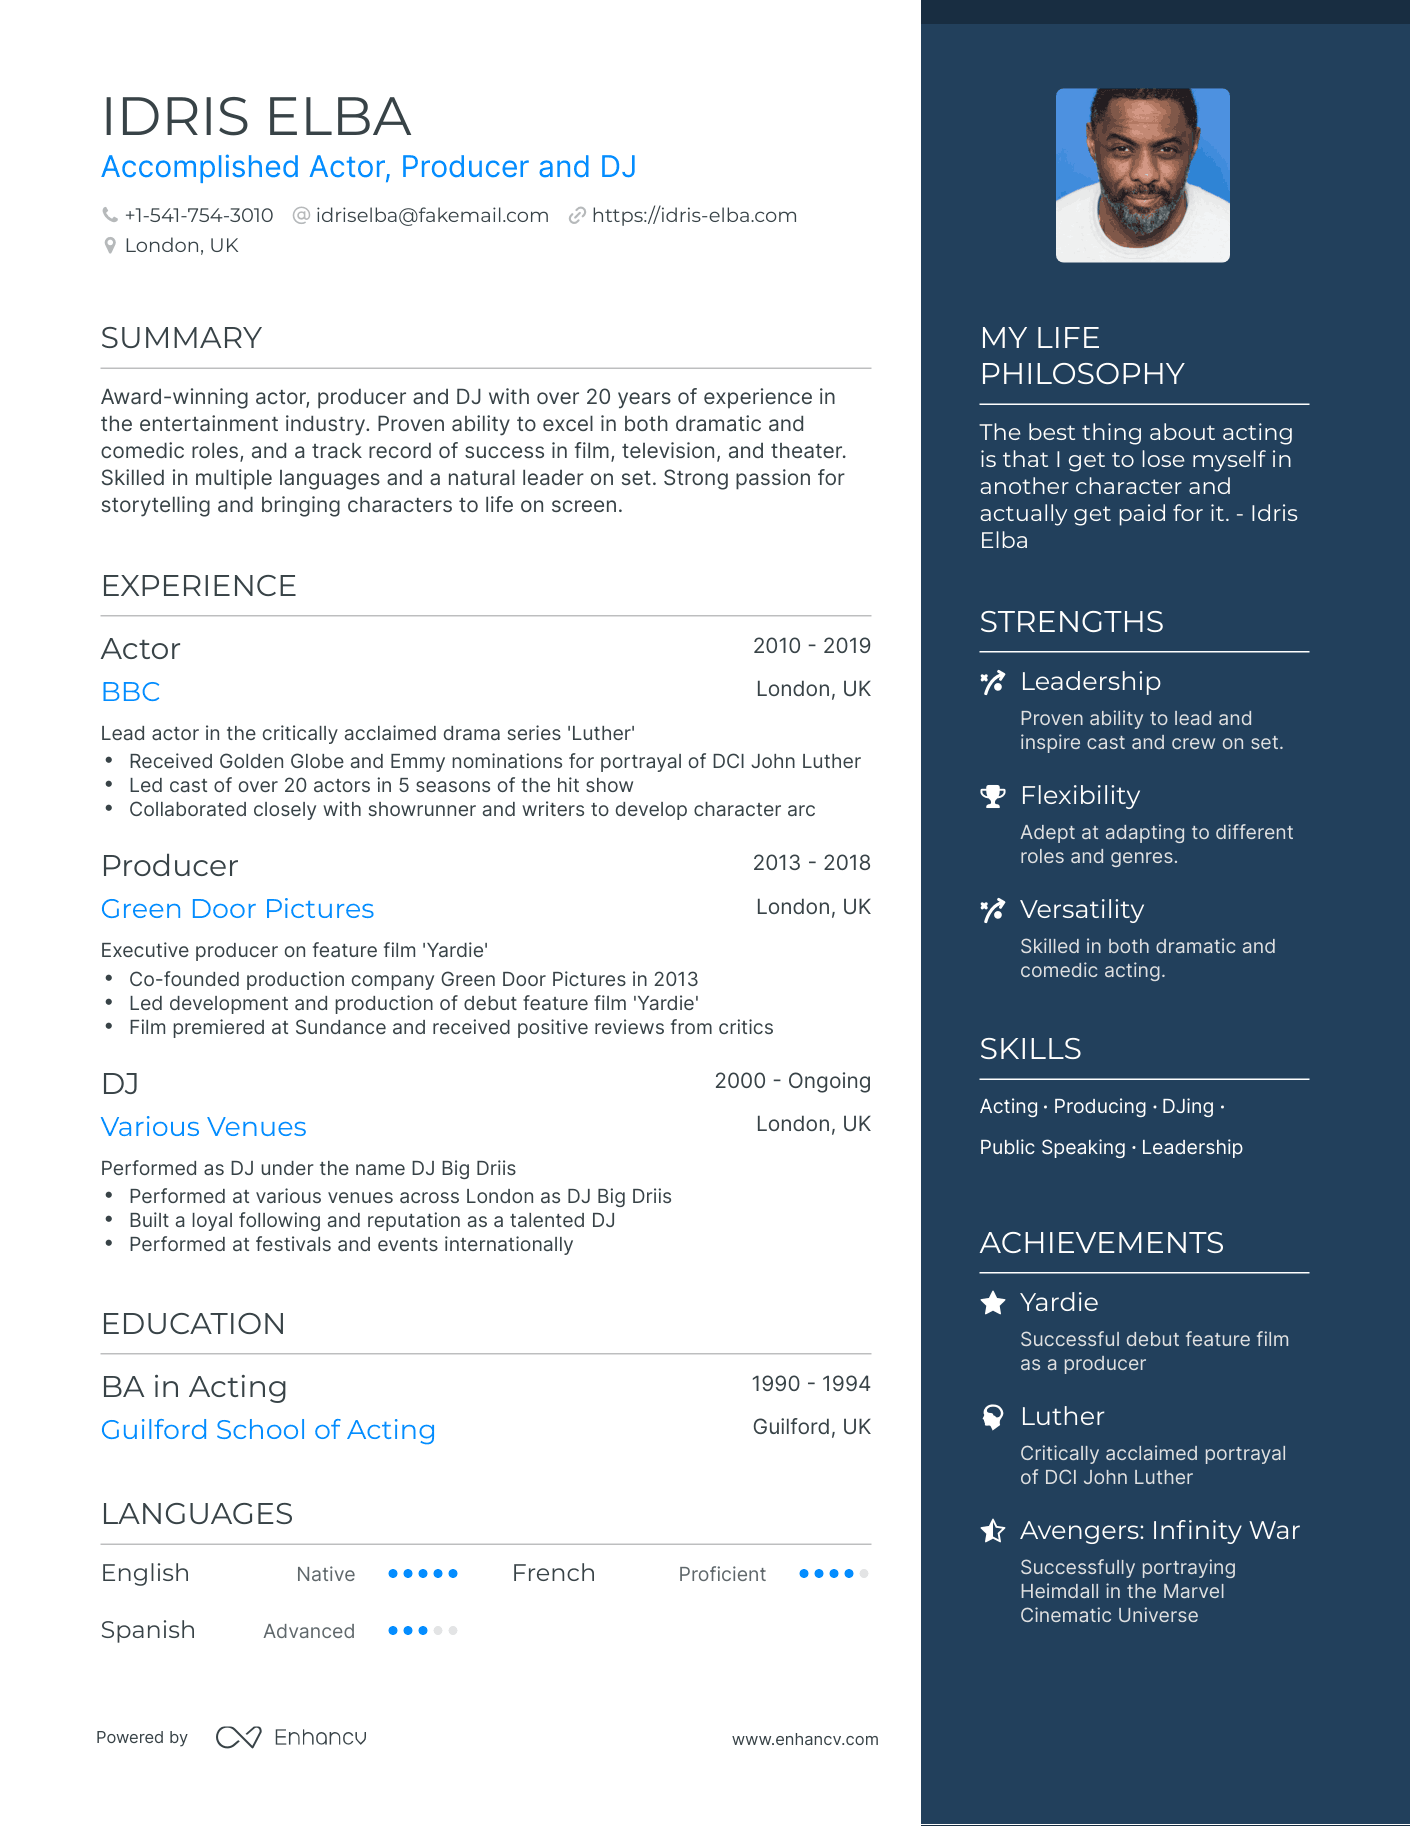 IDRIS ELBA
Accomplished Actor, Producer and DJ
+1-541-754-3010 idriselba@fakemail.com https://idris-elba.com
London, UK
SUMMARY
Award-winning actor, producer and DJ with over 20 years of experience in
the entertainment industry. Proven ability to excel in both dramatic and
comedic roles, and a track record of success in film, television, and theater.
Skilled in multiple languages and a natural leader on set. Strong passion for
storytelling and bringing characters to life on screen.
EXPERIENCE
Actor 2010 - 2019
BBC London, UK
Lead actor in the critically acclaimed drama series 'Luther'
• Received Golden Globe and Emmy nominations for portrayal of DCI John Luther
• Led cast of over 20 actors in 5 seasons of the hit show
• Collaborated closely with showrunner and writers to develop character arc
Producer 2013 - 2018
Green Door Pictures London, UK
Executive producer on feature film 'Yardie'
• Co-founded production company Green Door Pictures in 2013
• Led development and production of debut feature film 'Yardie'
• Film premiered at Sundance and received positive reviews from critics
DJ 2000 - Ongoing
Various Venues London, UK
Performed as DJ under the name DJ Big Driis
• Performed at various venues across London as DJ Big Driis
• Built a loyal following and reputation as a talented DJ
• Performed at festivals and events internationally
EDUCATION
BA in Acting 1990 - 1994
Guilford School of Acting Guilford, UK
LANGUAGES
English Native French Proficient
Spanish Advanced
Powered by Enhancv www.enhancv.com
MY LIFE
PHILOSOPHY
The best thing about acting
is that I get to lose myself in
another character and
actually get paid for it. - Idris
Elba
STRENGTHS
Leadership
Proven ability to lead and
inspire cast and crew on set.
Flexibility
Adept at adapting to different
roles and genres.
Versatility
Skilled in both dramatic and
comedic acting.
SKILLS
Acting · Producing · DJing ·
Public Speaking · Leadership
ACHIEVEMENTS
Yardie
Successful debut feature film
as a producer
Luther
Critically acclaimed portrayal
of DCI John Luther
Avengers: Infinity War
Successfully portraying
Heimdall in the Marvel
Cinematic Universe